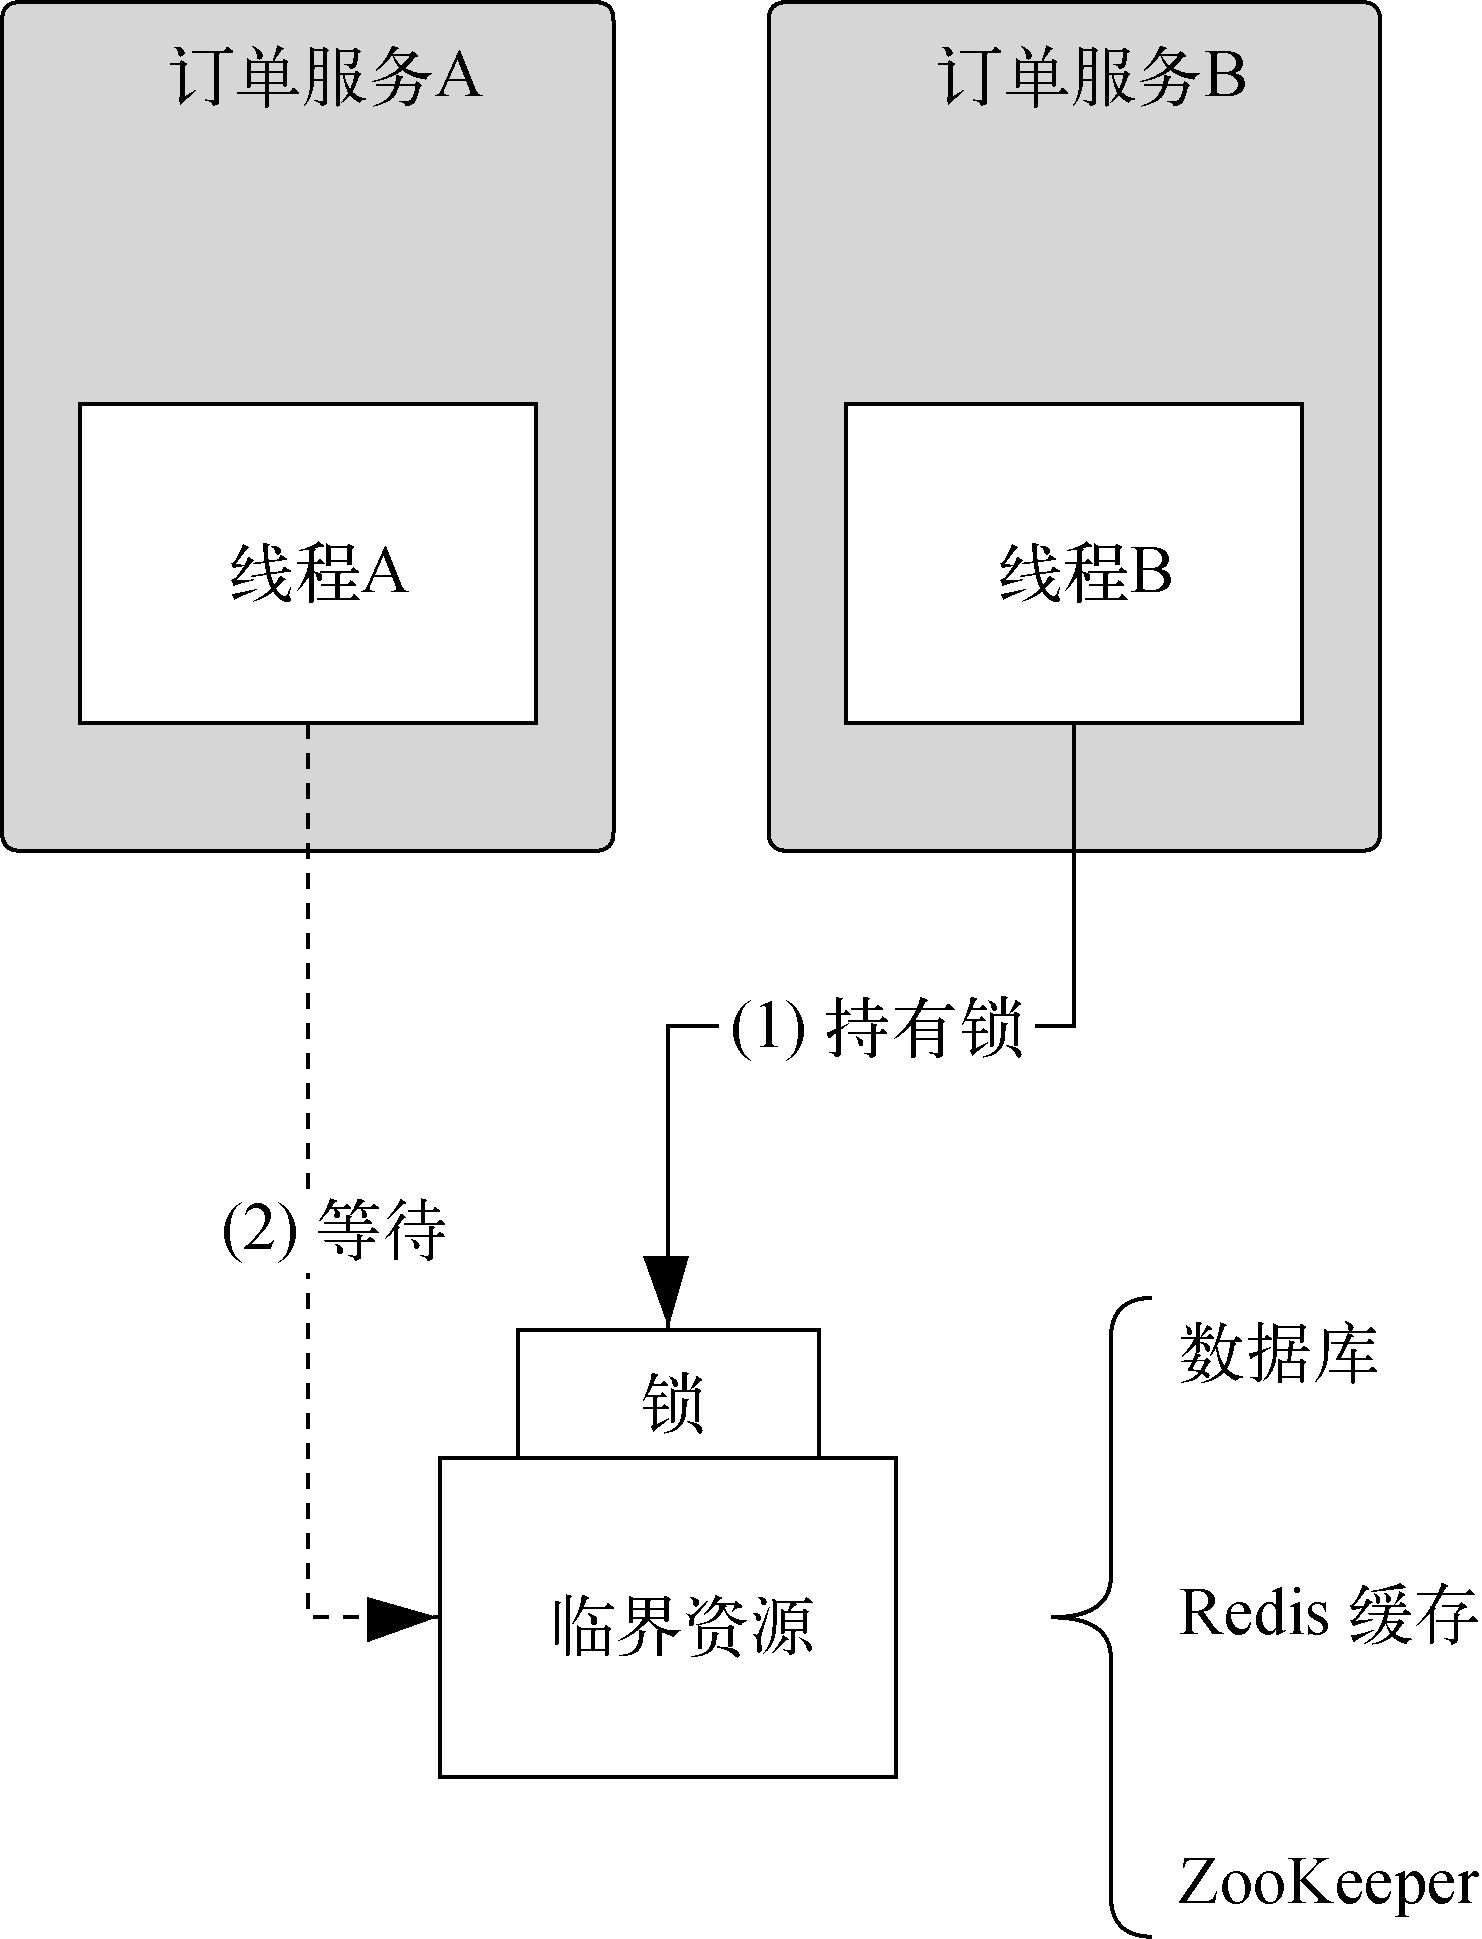 订单服务A
订单服务B
线程A
线程B
(1) 持有锁
(2) 等待
锁
临界资源
数据库
Redis 缓存
ZooKeeper